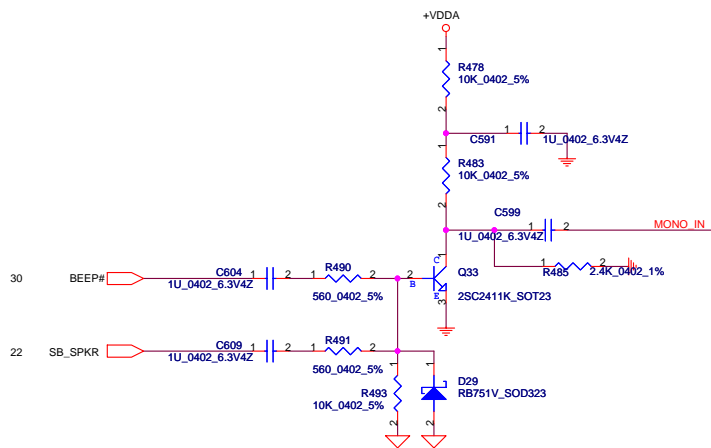 +VDDA
1
R478
10K_0402_5%
2
1 2
C591 1U_0402_6.3V4Z
1
R483
10K_0402_5%
2
C599
1 2 MONO_IN
1U_0402_6.3V4Z
1 2
R485 2.4K_0402_1%
1
C
Q33
2
B
E
3
2SC2411K_SOT23
30 BEEP# C604 1 2 R490 1 2
1U_0402_6.3V4Z
560_0402_5%
22 SB_SPKR C609 1 2 R491 1 2
1U_0402_6.3V4Z
560_0402_5%
1 1
R493
10K_0402_5%
D29
RB751V_SOD323
2 2